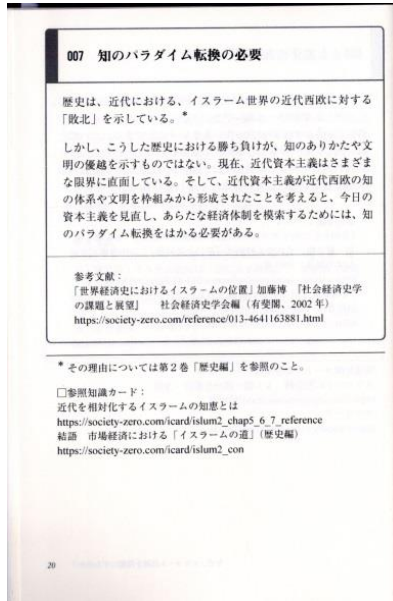 007 知のパラダイム転換の必要
歴史は、近代における、イスラーム世界の近代西欧に対する
「敗北」を示している。*
しかし、こうした歴史における勝ち負けが、知のありかたや文
明の優越を示すものではない。現在、近代資本主義はさまざま
な限界に直面している。そして、近代資本主義が近代西欧の知
の体系や文明を枠組みから形成されたことを考えると、今日の
資本主義を見直し、あらたな経済体制を模索するためには、知
のパラダイム転換をはかる必要がある。
参考文献：
「世界経済史におけるイスラ－ムの位置」加藤博 『社会経済史学
の課題と展望』 社会経済史学会編（有斐閣、2002 年）
https://society-zero.com/reference/013-4641163881.html
* その理由については第２巻「歴史編」を参照のこと。
□参照知識カード：
近代を相対化するイスラームの知恵とは
https://society-zero.com/icard/islum2_chap5_6_7_reference
結語 市場経済における「イスラームの道」（歴史編）
https://society-zero.com/icard/islum2_con
20